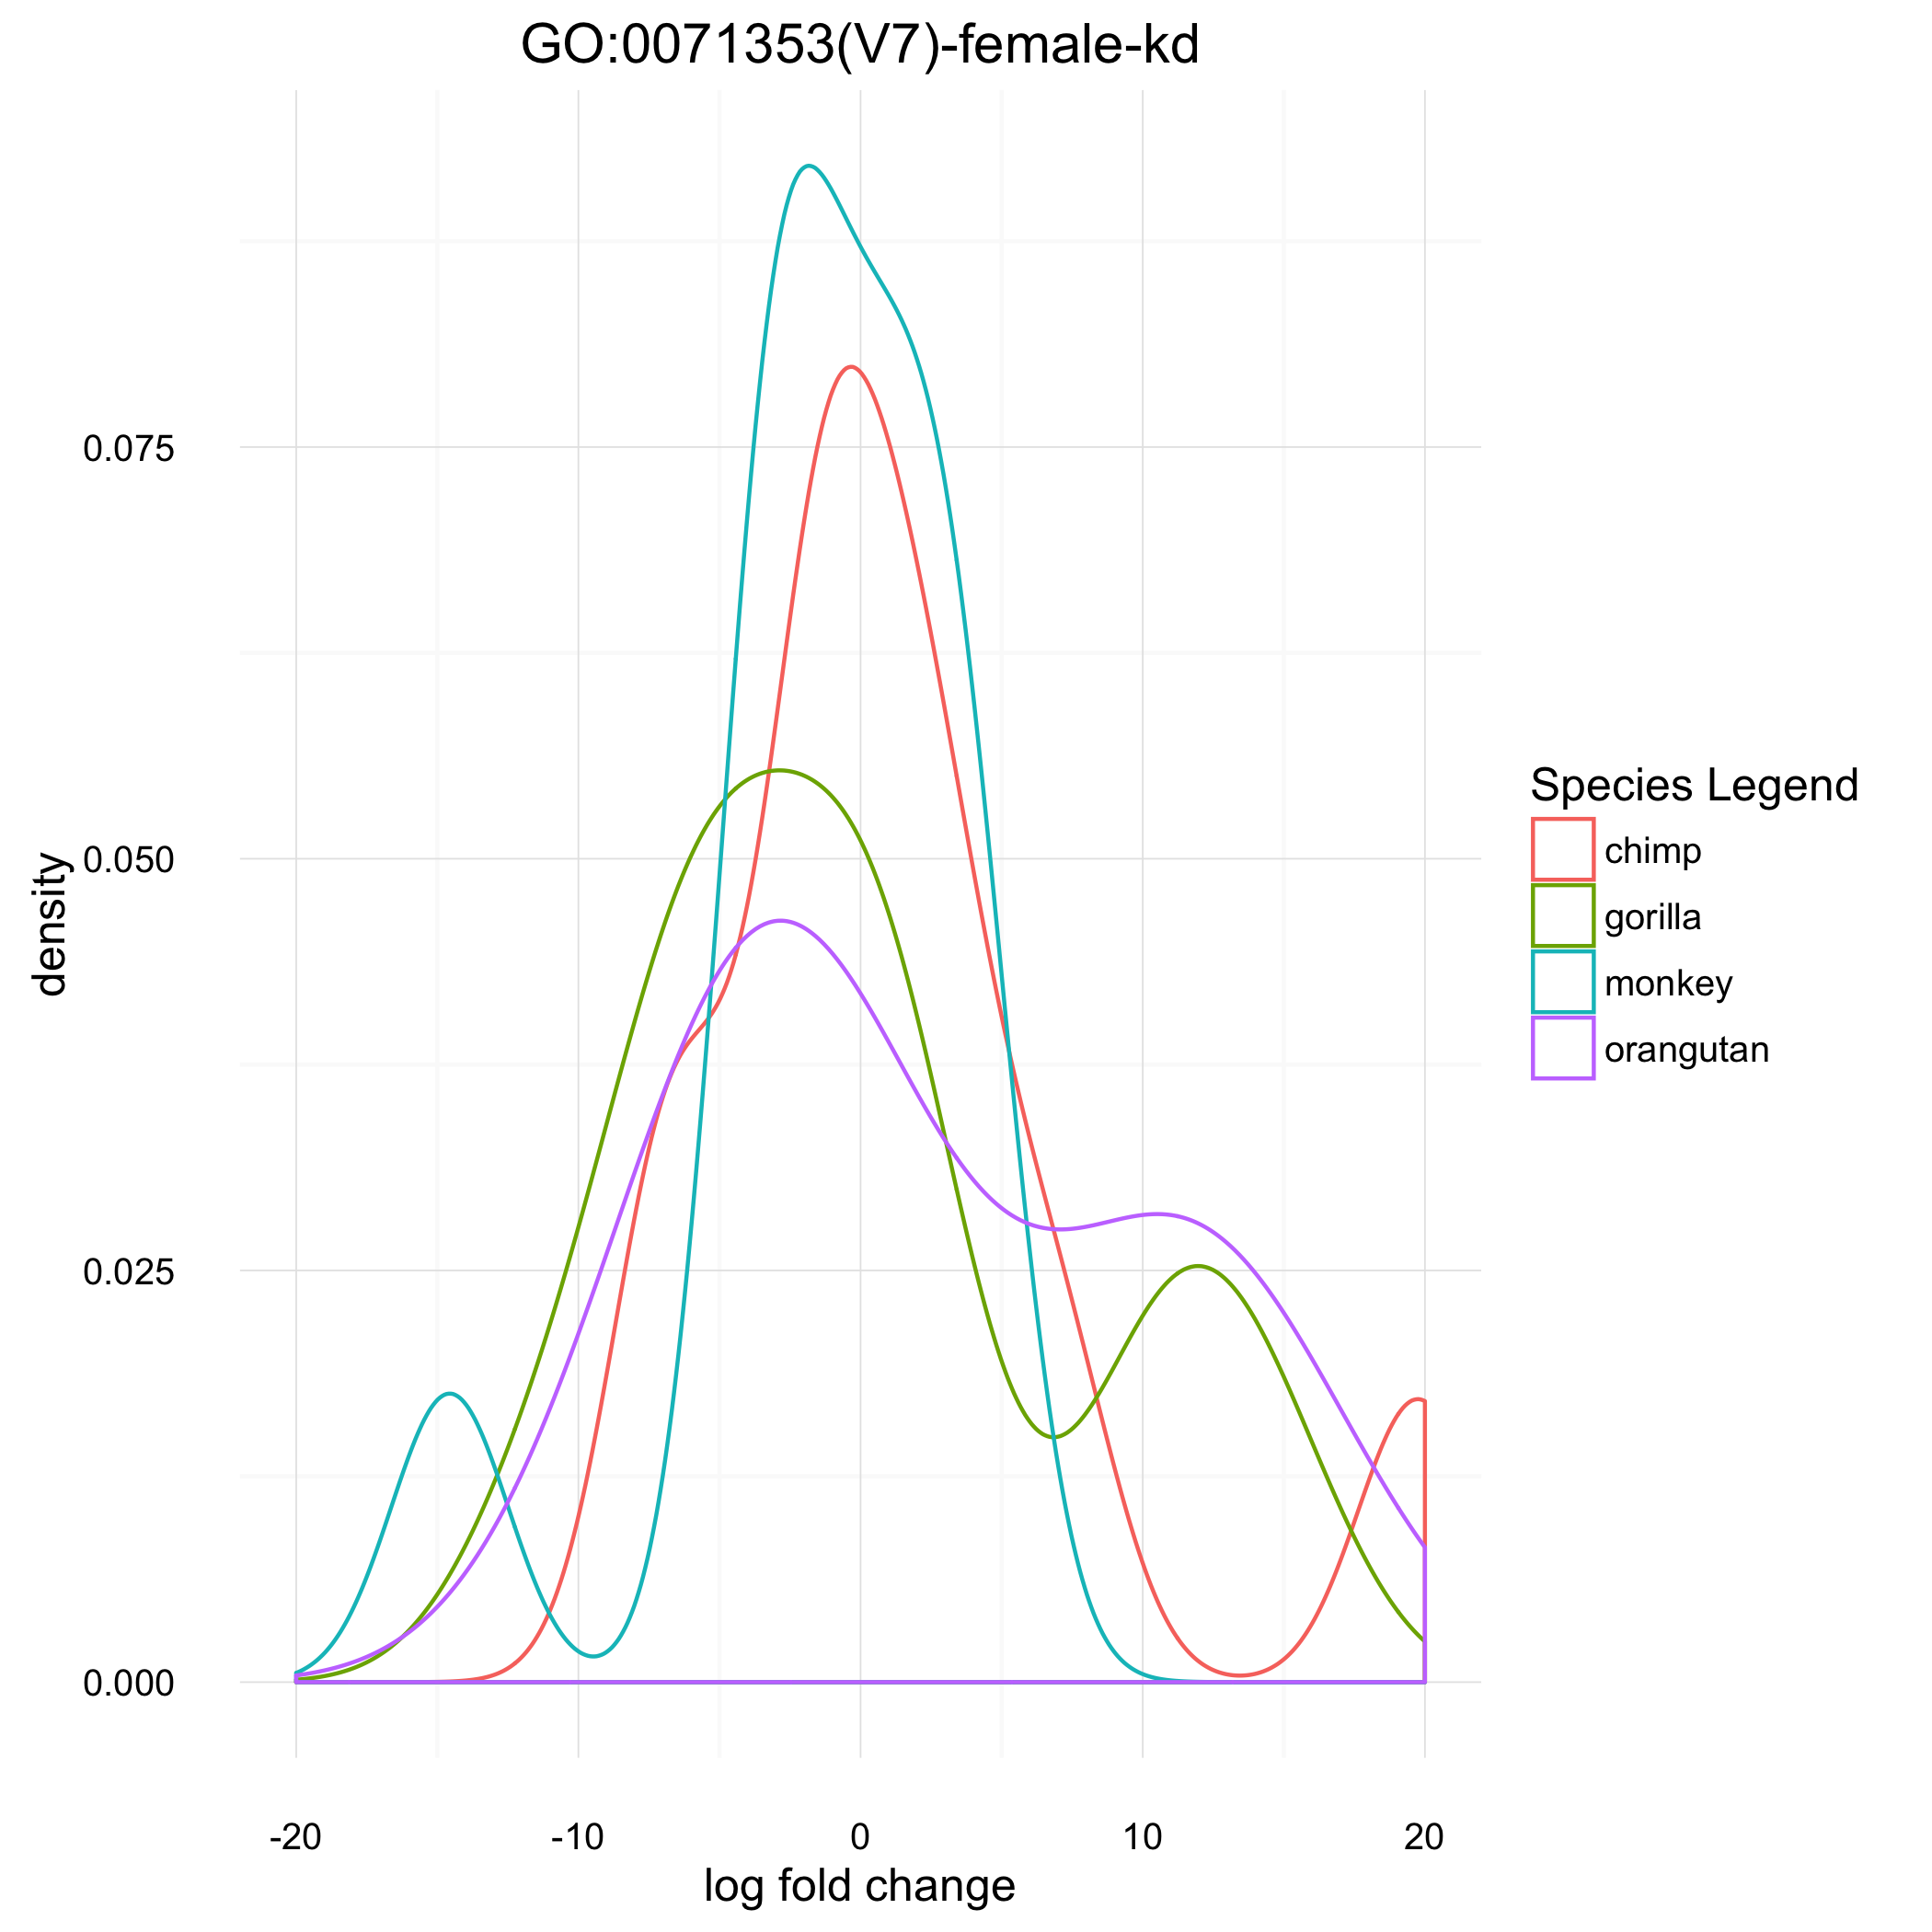 GO:0071353(V7)-female-kd
density
0.075
0.050
0.025
0.000
-20 -10 0 10 20
log fold change
Species Legend
chimp
gorilla
monkey
orangutan